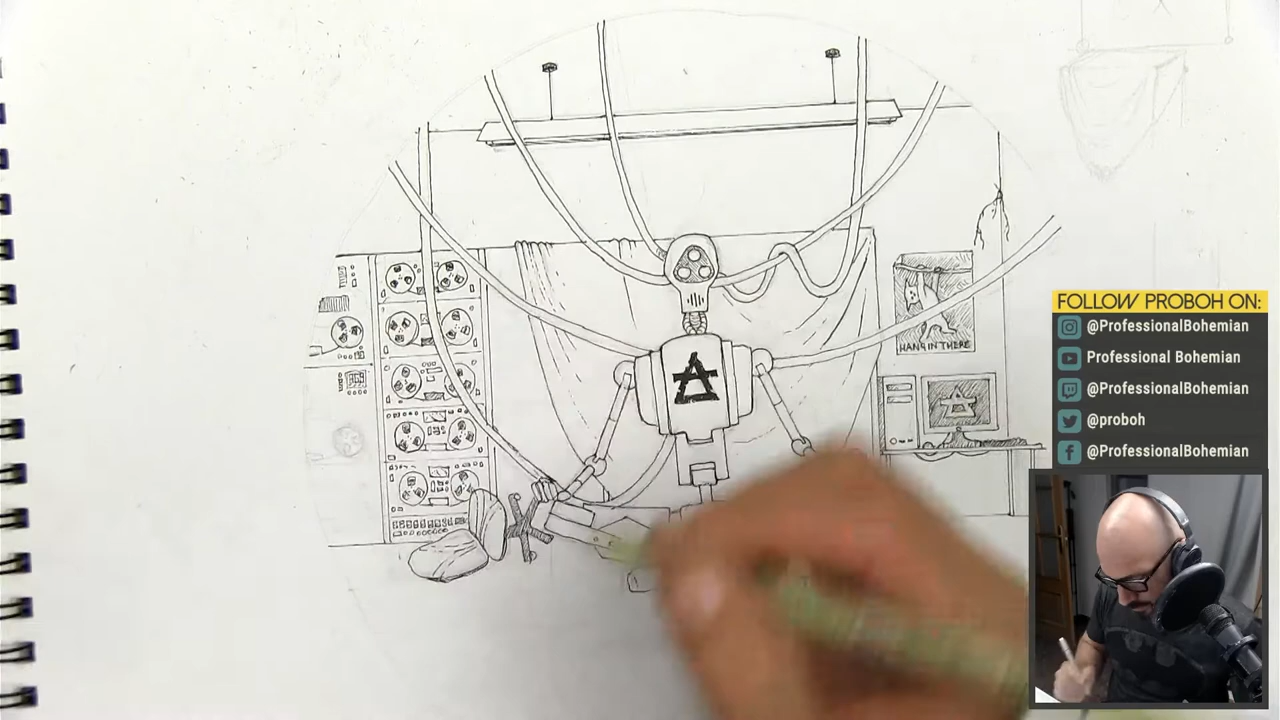 HANG IN THERE
FOLLOW PROBOH ON:
@ProfessionalBohemian
Professional Bohemian
@ProfessionalBohemian
@proboh
@ProfessionalBohemian